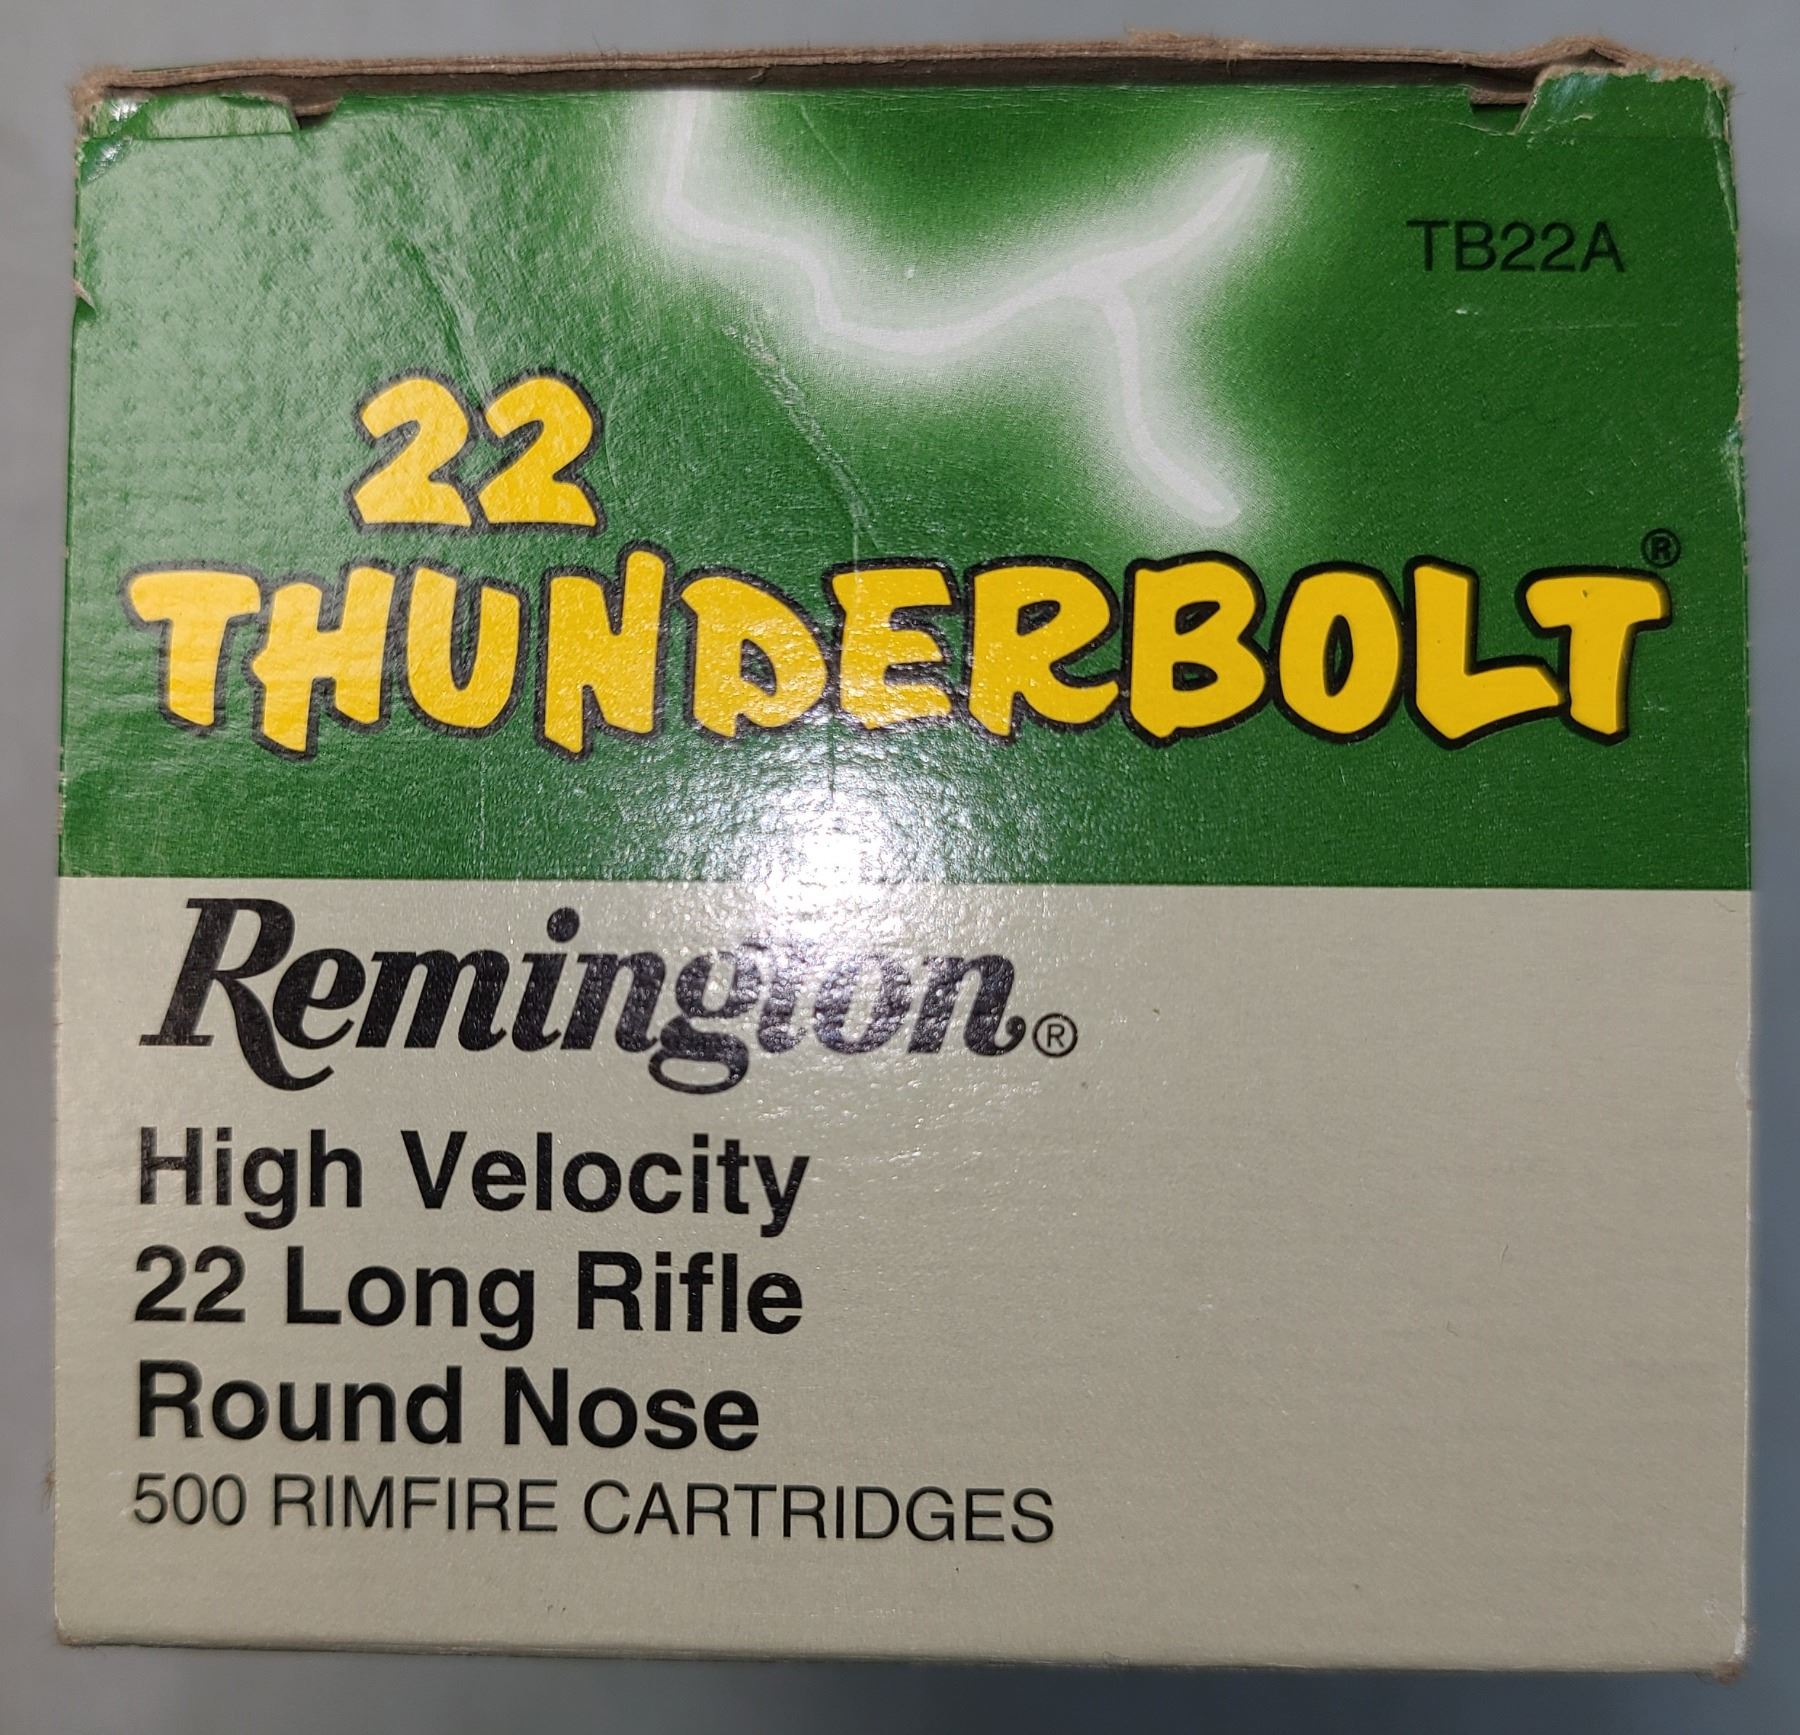 TB22A
22
THUNDERBOLT®
Remington®
High Velocity
22 Long Rifle
Round Nose
500 RIMFIRE CARTRIDGES